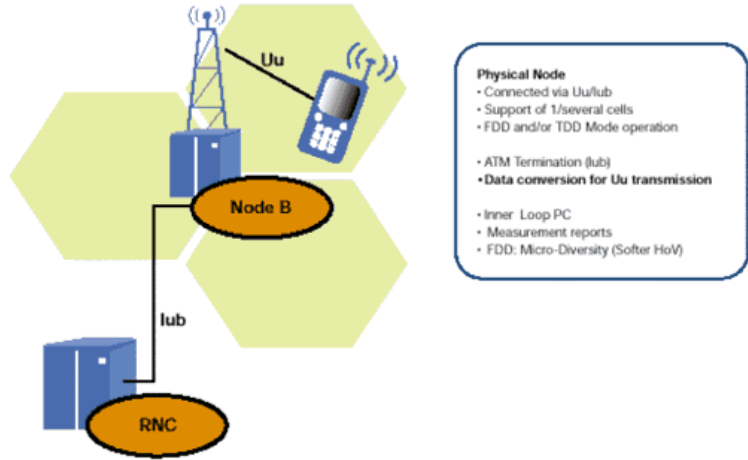 Uu
Node B
Iub
RNC
Physical Node
• Connected via Uu/Iub
• Support of 1/several cells
• FDD and/or TDD Mode operation
• ATM Termination (Iub)
•Data conversion for Uu transmission
• Inner Loop PC
• Measurement reports
• FDD: Micro-Diversity (Softer HoV)